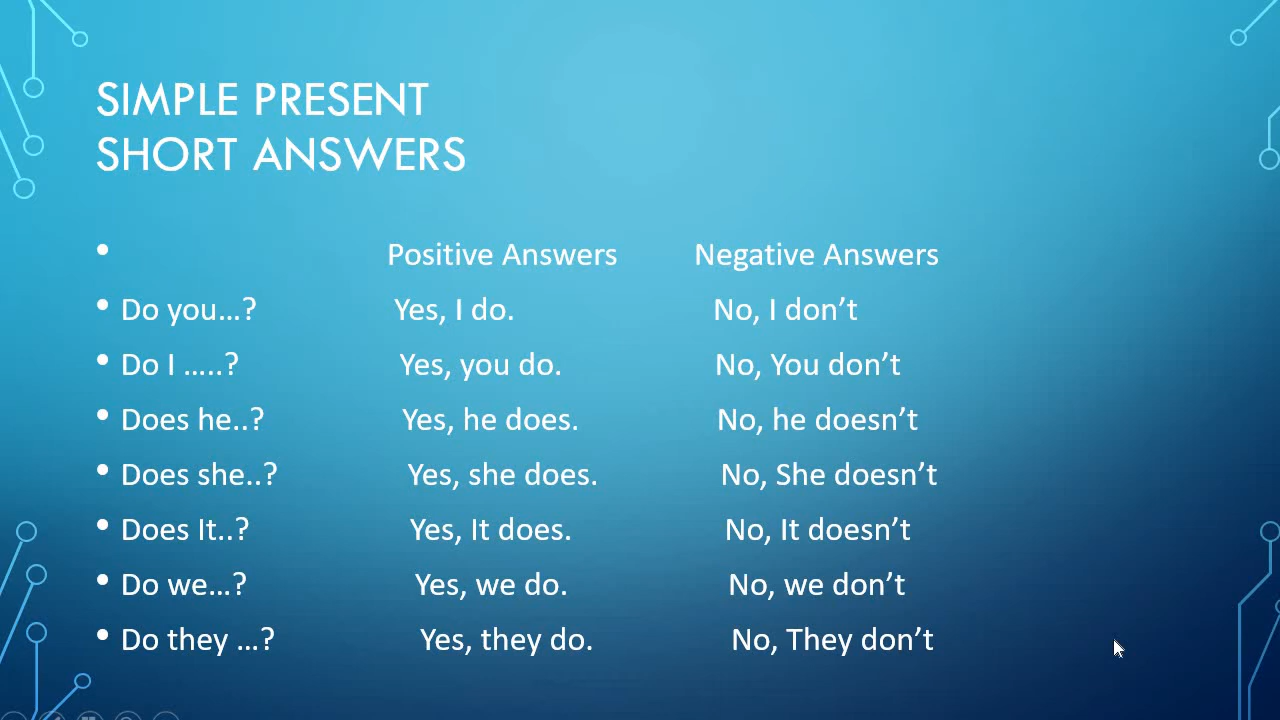 SIMPLE PRESENT
SHORT ANSWERS
• Positive Answers Negative Answers
• Do you...? Yes, I do. No, I don’t
• Do I .....? Yes, you do. No, You don’t
• Does he..? Yes, he does. No, he doesn’t
• Does she..? Yes, she does. No, She doesn’t
• Does It..? Yes, It does. No, It doesn’t
• Do we...? Yes, we do. No, we don’t
• Do they ...? Yes, they do. No, They don’t